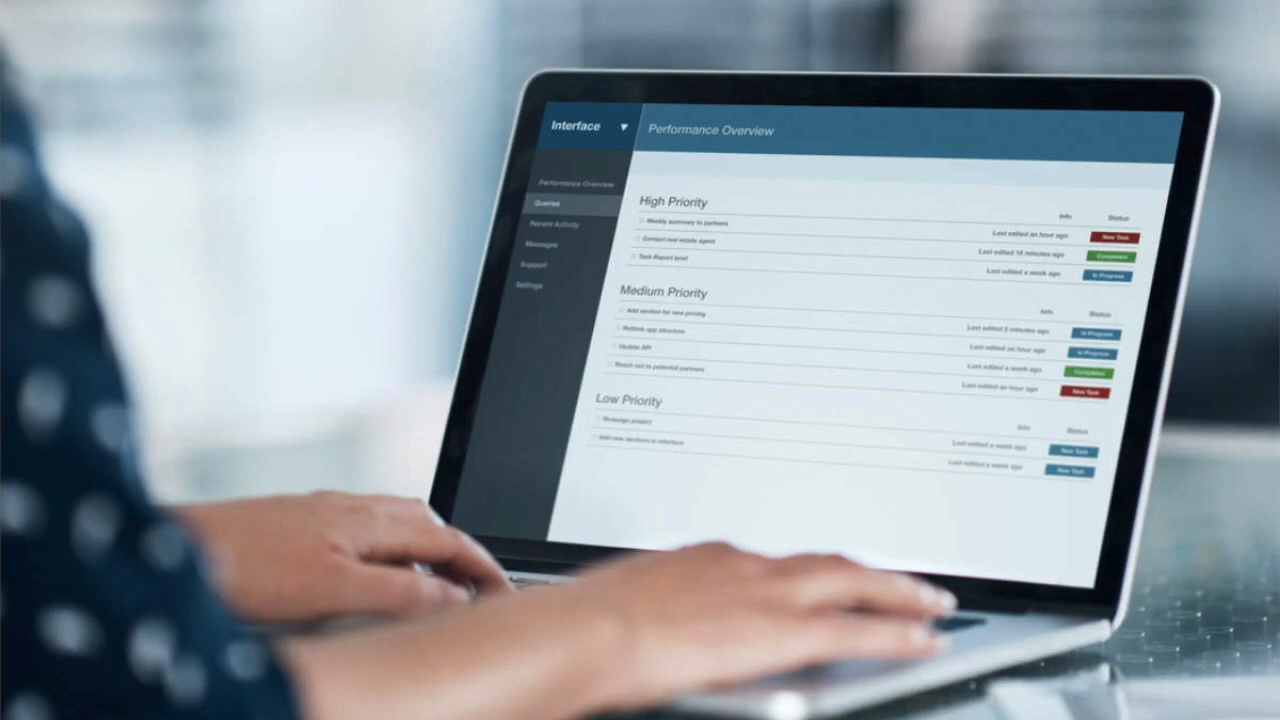 Interface ▼
Performance Overview
Performance Overview
Queries
Recent Activity
Messages
Support
Settings
High Priority
Info Status
Weekly summary to partners Last edited an hour ago New Task
Contact real estate agent Last edited 15 minutes ago Completed
Task Report brief Last edited a week ago In Progress
Medium Priority
Info Status
Add section for new pricing Last edited 5 minutes ago In Progress
Rethink app structure Last edited an hour ago In Progress
Update API Last edited a week ago Completed
Reach out to potential partners Last edited an hour ago New Task
Low Priority
Info Status
Redesign project Last edited a week ago New Task
Add new sections to interface Last edited a week ago New Task